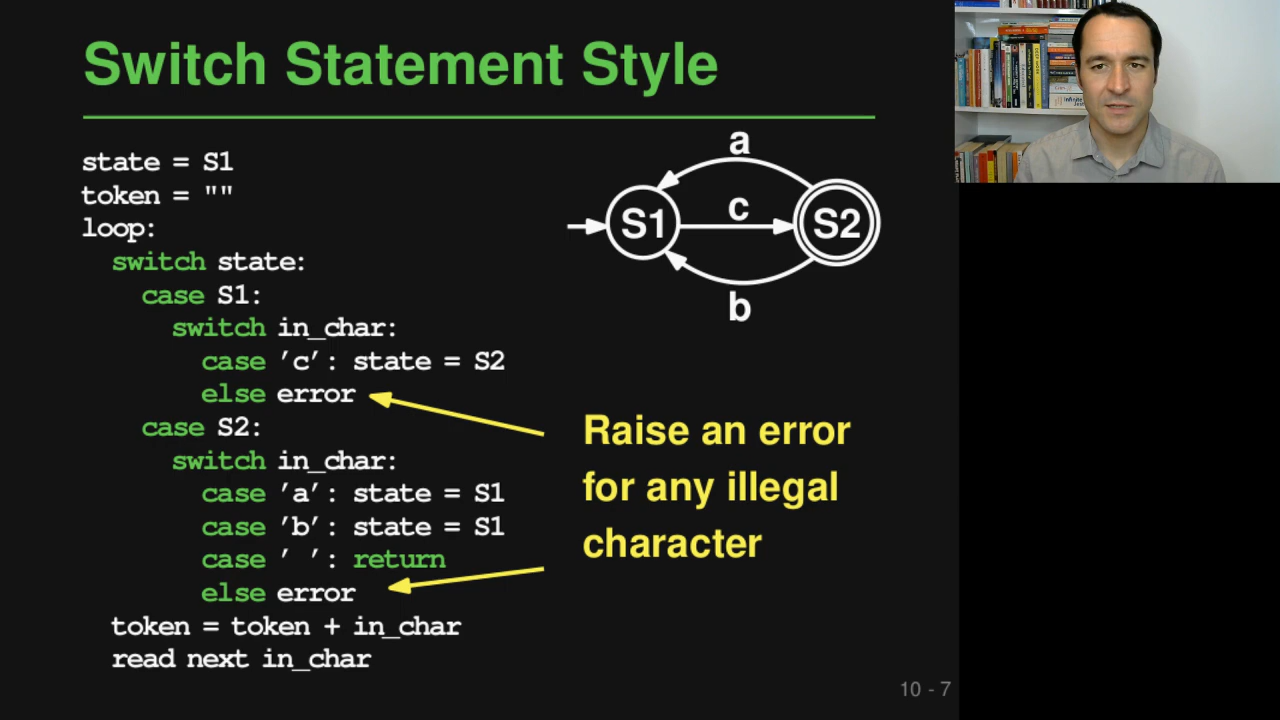 Switch Statement Style
state = S1
token = ""
loop:
switch state:
case S1:
switch in_char:
case 'c': state = S2
else error
case S2:
switch in_char:
case 'a': state = S1
case 'b': state = S1
case ' ': return
else error
token = token + in_char
read next in_char
a
S1
c
S2
b
Raise an error
for any illegal
character
10 - 7